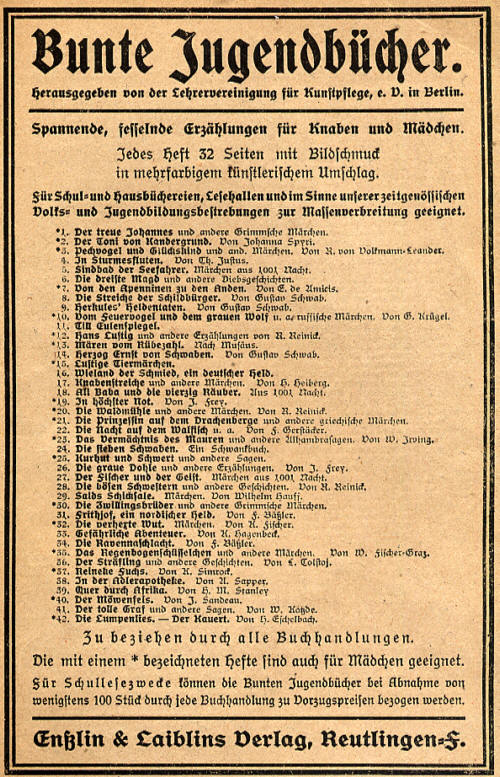 Bunte Jugendbücher.
Herausgegeben von der Lehrervereinigung für Kunstpflege, e. V. in Berlin.
Spannende, fesselnde Erzählungen für Knaben und Mädchen.
Jedes Heft 32 Seiten mit Bildschmuck
in mehrfarbigem künstlerischem Umschlag.
Für Schul- und Hausbüchereien, Lesehallen und im Sinne unserer zeitgenössischen
Volks- und Jugendbildungsbestrebungen zur Massenverbreitung geeignet.
*1. Der treue Johannes und andere Grimmsche Märchen.
*2. Der Toni von Kandergrund. Von Johanna Spyri.
*3. Pechvogel und Glückskind und and. Märchen. Von R. von Volkmann-Leander.
4. In Sturmesfluten. Von Th. Justus.
5. Sindbad der Seefahrer. Märchen aus 1001 Nacht.
6. Die dreiste Magd und andere Diebsgeschichten.
*7. Von den Apenninen zu den Anden. Von E. de Amicis.
8. Die Streiche der Schildbürger. Von Gustav Schwab.
9. Herkules' Heldentaten. Von Gustav Schwab.
*10. Vom Feuervogel und dem grauen Wolf u. a. russische Märchen. Von G. Krügel.
11. Till Eulenspiegel.
*12. Hans Lustig und andere Erzählungen von R. Reinick.
*13. Mären vom Rübezahl. Nach Musäus.
14. Herzog Ernst von Schwaben. Von Gustav Schwab.
*15. Lustige Tiermärchen.
16. Wieland der Schmied, ein deutscher Held.
17. Knabenstreiche und andere Märchen. Von H. Heiberg.
18. Ali Baba und die vierzig Räuber. Aus 1001 Nacht.
*19. In höchster Not. Von J. Frey.
*20. Die Waldmühle und andere Märchen. Von R. Reinick.
*21. Die Prinzessin auf dem Drachenberge und andere griechische Märchen.
22. Die Nacht auf dem Walfisch u. a. Von F. Gerstäcker.
*23. Das Vermächtnis des Mauren und andere Alhambrasagen. Von W. Irving.
24. Die sieben Schwaben. Ein Schwankbuch.
*25. Kurhut und Schwert und andere Sagen.
26. Die graue Dohle und andere Erzählungen. Von J. Frey.
27. Der Fischer und der Geist. Märchen aus 1001 Nacht.
28. Die bösen Schwestern und andere Geschichten. Von R. Reinick.
29. Saids Schicksale. Märchen. Von Wilhelm Hauff.
*30. Die Zwillingsbrüder und andere Grimmsche Märchen.
31. Frithjof, ein nordischer Held. Von F. Bäßler.
*32. Die verhexte Wut. Märchen. Von K. Fischer.
33. Gefährliche Abenteuer. Von K. Hagenbeck.
34. Die Ravennaschlacht. Von F. Bäßler.
*35. Das Regenbogenschüsselchen und andere Märchen. Von W. Fischer-Graz.
36. Der Sträfling und andere Geschichten. Von L. Tolstoj.
*37. Reineke Fuchs. Von K. Simrock.
38. In der Adlerapotheke. Von A. Sapper.
39. Quer durch Afrika. Von H. M. Stanley
*40. Der Möwenfels. Von J. Sandeau.
41. Der tolle Graf und andere Sagen. Von W. Kotzde.
*42. Die Lumpenlies. — Der Kauert. Von H. Eschelbach.
Zu beziehen durch alle Buchhandlungen.
Die mit einem * bezeichneten Hefte sind auch für Mädchen geeignet.
Für Schullesezwecke können die Bunten Jugendbücher bei Abnahme von
wenigstens 100 Stück durch jede Buchhandlung zu Vorzugspreisen bezogen werden.
Enßlin & Laiblins Verlag, Reutlingen-F.